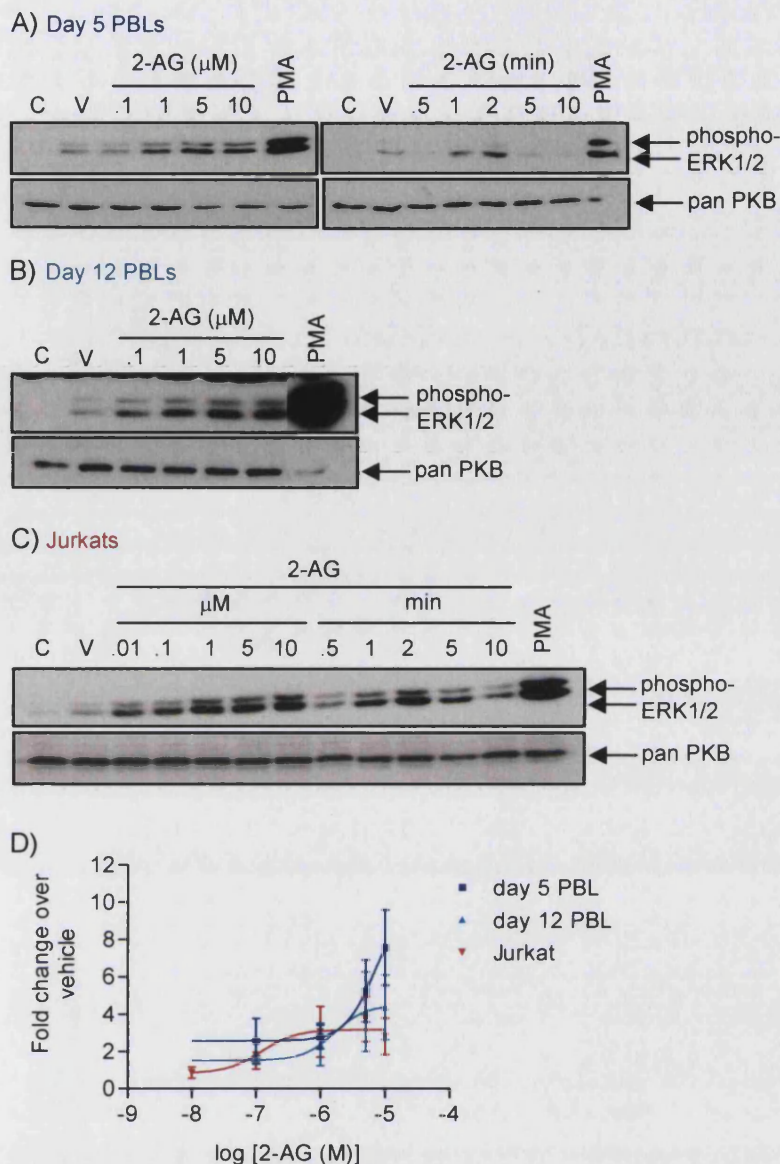 A) Day 5 PBLs
2-AG (µM)
C V .1 1 5 10 PMA
2-AG (min)
C V .5 1 2 5 10 PMA
phospho-
ERK1/2
pan PKB
B) Day 12 PBLs
2-AG (µM)
C V .1 1 5 10 PMA
phospho-
ERK1/2
pan PKB
C) Jurkats
2-AG
µM min
C V .01 .1 1 5 10 .5 1 2 5 10 PMA
phospho-
ERK1/2
pan PKB
D)
Fold change over
vehicle
12
10
8
6
4
2
0
-9 -8 -7 -6 -5 -4
log [2-AG (M)]
day 5 PBL
day 12 PBL
Jurkat